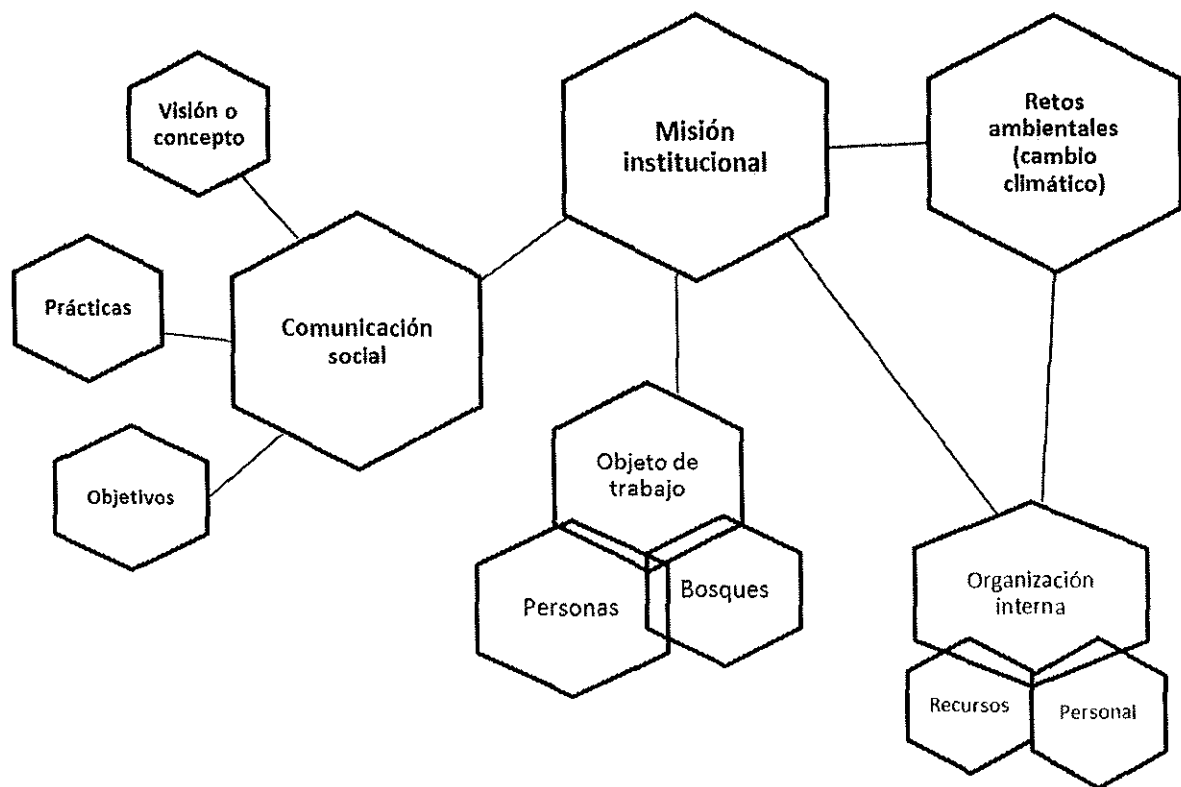 Visión o
concepto
Misión
institucional
Retos
ambientales
(cambio
climático)
Prácticas
Comunicación
social
Objetivos
Objeto de
trabajo
Personas
Bosques
Organización
interna
Recursos
Personal